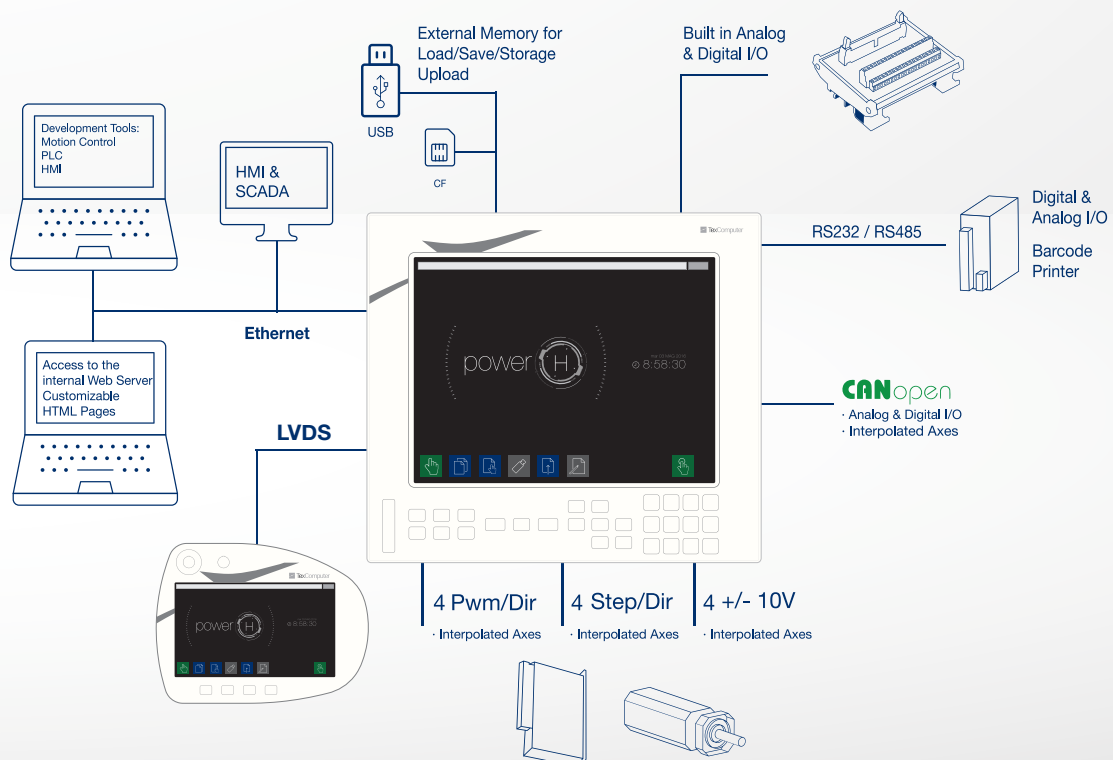 External Memory for
Load/Save/Storage
Upload
USB
CF
Built in Analog
& Digital I/O
Development Tools:
Motion Control
PLC
HMI
HMI &
SCADA
RS232 / RS485
Digital &
Analog I/O
Barcode
Printer
TexComputer
power H
8:58:30
Ethernet
Access to the
internal Web Server
Customizable
HTML Pages
LVDS
CANopen
· Analog & Digital I/O
· Interpolated Axes
TexComputer
power H
8:58:30
4 Pwm/Dir
· Interpolated Axes
4 Step/Dir
· Interpolated Axes
4 +/- 10V
· Interpolated Axes